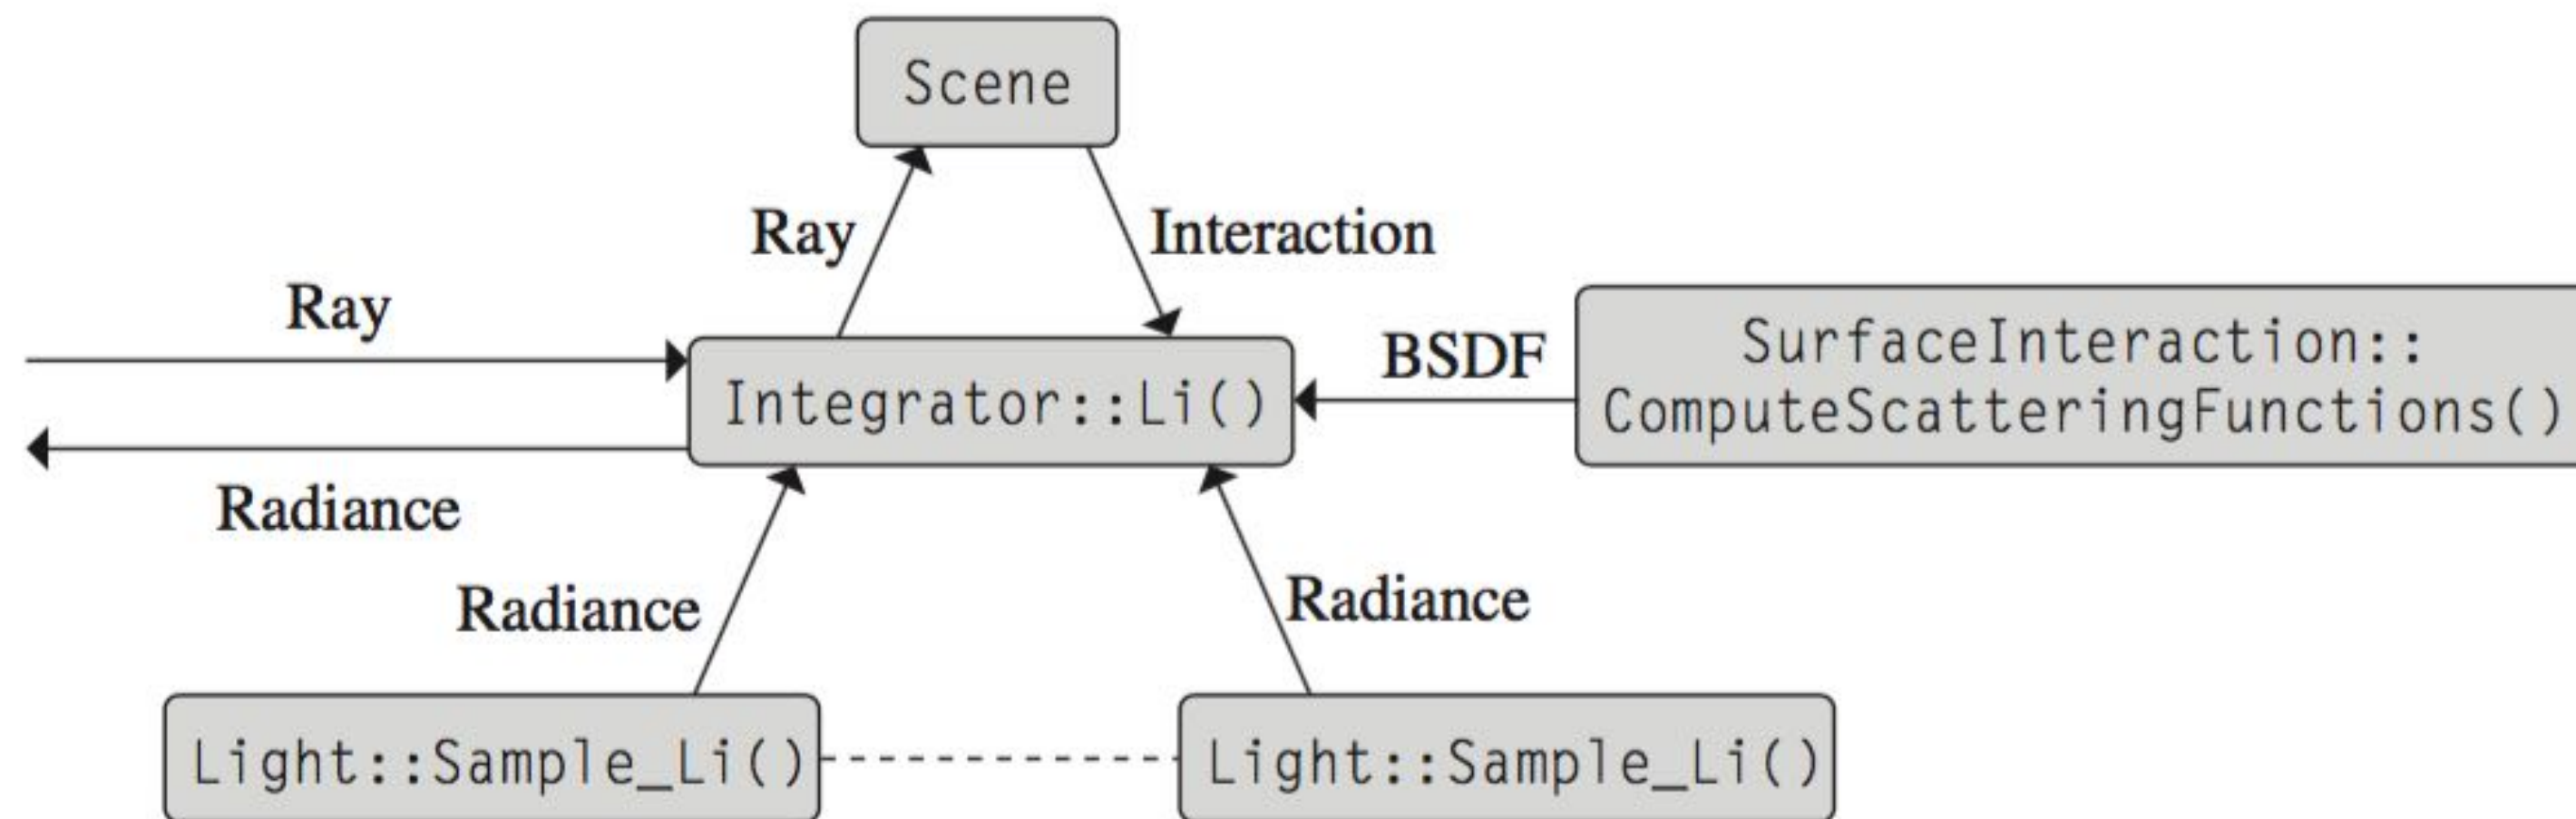 Scene
Ray
Interaction
Ray
SurfaceInteraction::
BSDF
Integrator::Li()
ComputeScatteringFunctions()
Radiance
Radiance
Radiance
Light::Sample_Li()
Light::Sample_Li()